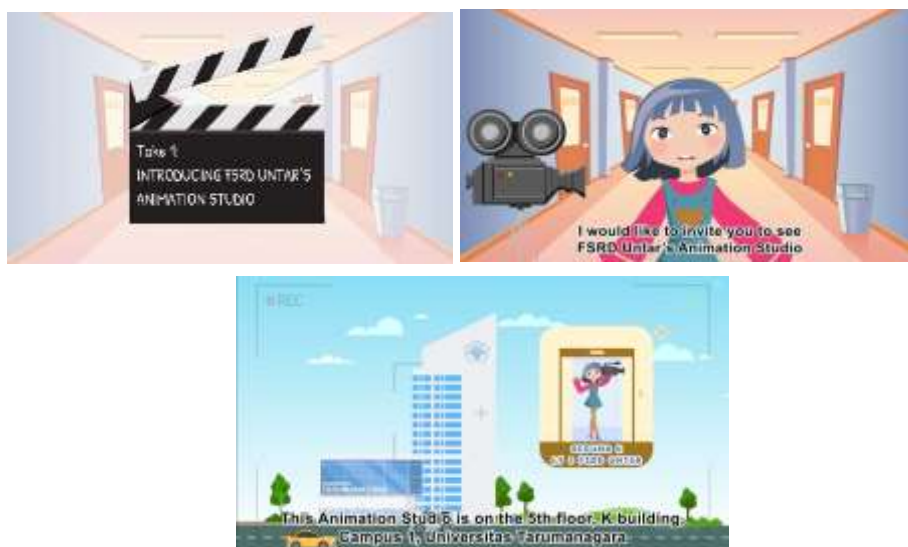 Take 1:
INTRODUCING FSRD UNTAR'S
ANIMATION STUDIO
I would like to invite you to see
FSRD Untar's Animation Studio
REC
This Animation Studio is on the 5th floor, K building,
Campus 1, Universitas Tarumanagara